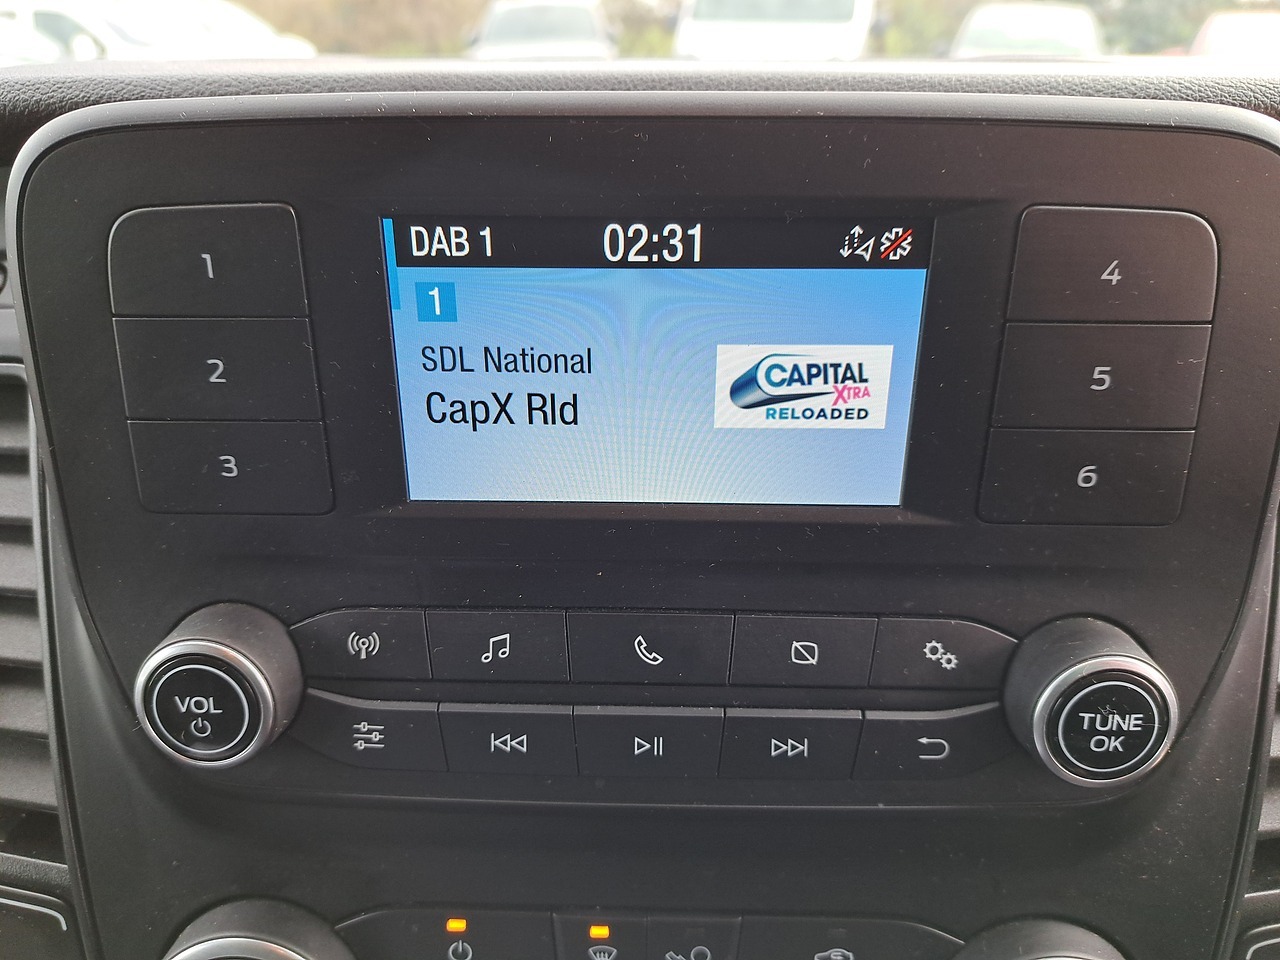 DAB 1 02:31
1
SDL National
CapX Rld
CAPITAL
XTRA
RELOADED
1
2
3
4
5
6
VOL
TUNE
OK